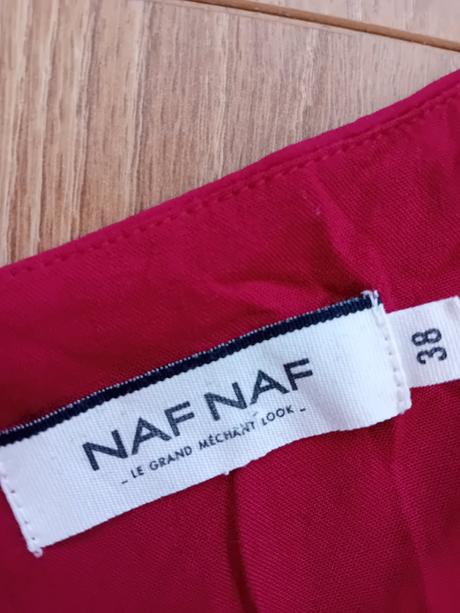 NAF NAF
_ LE GRAND MÉCHANT LOOK _
38